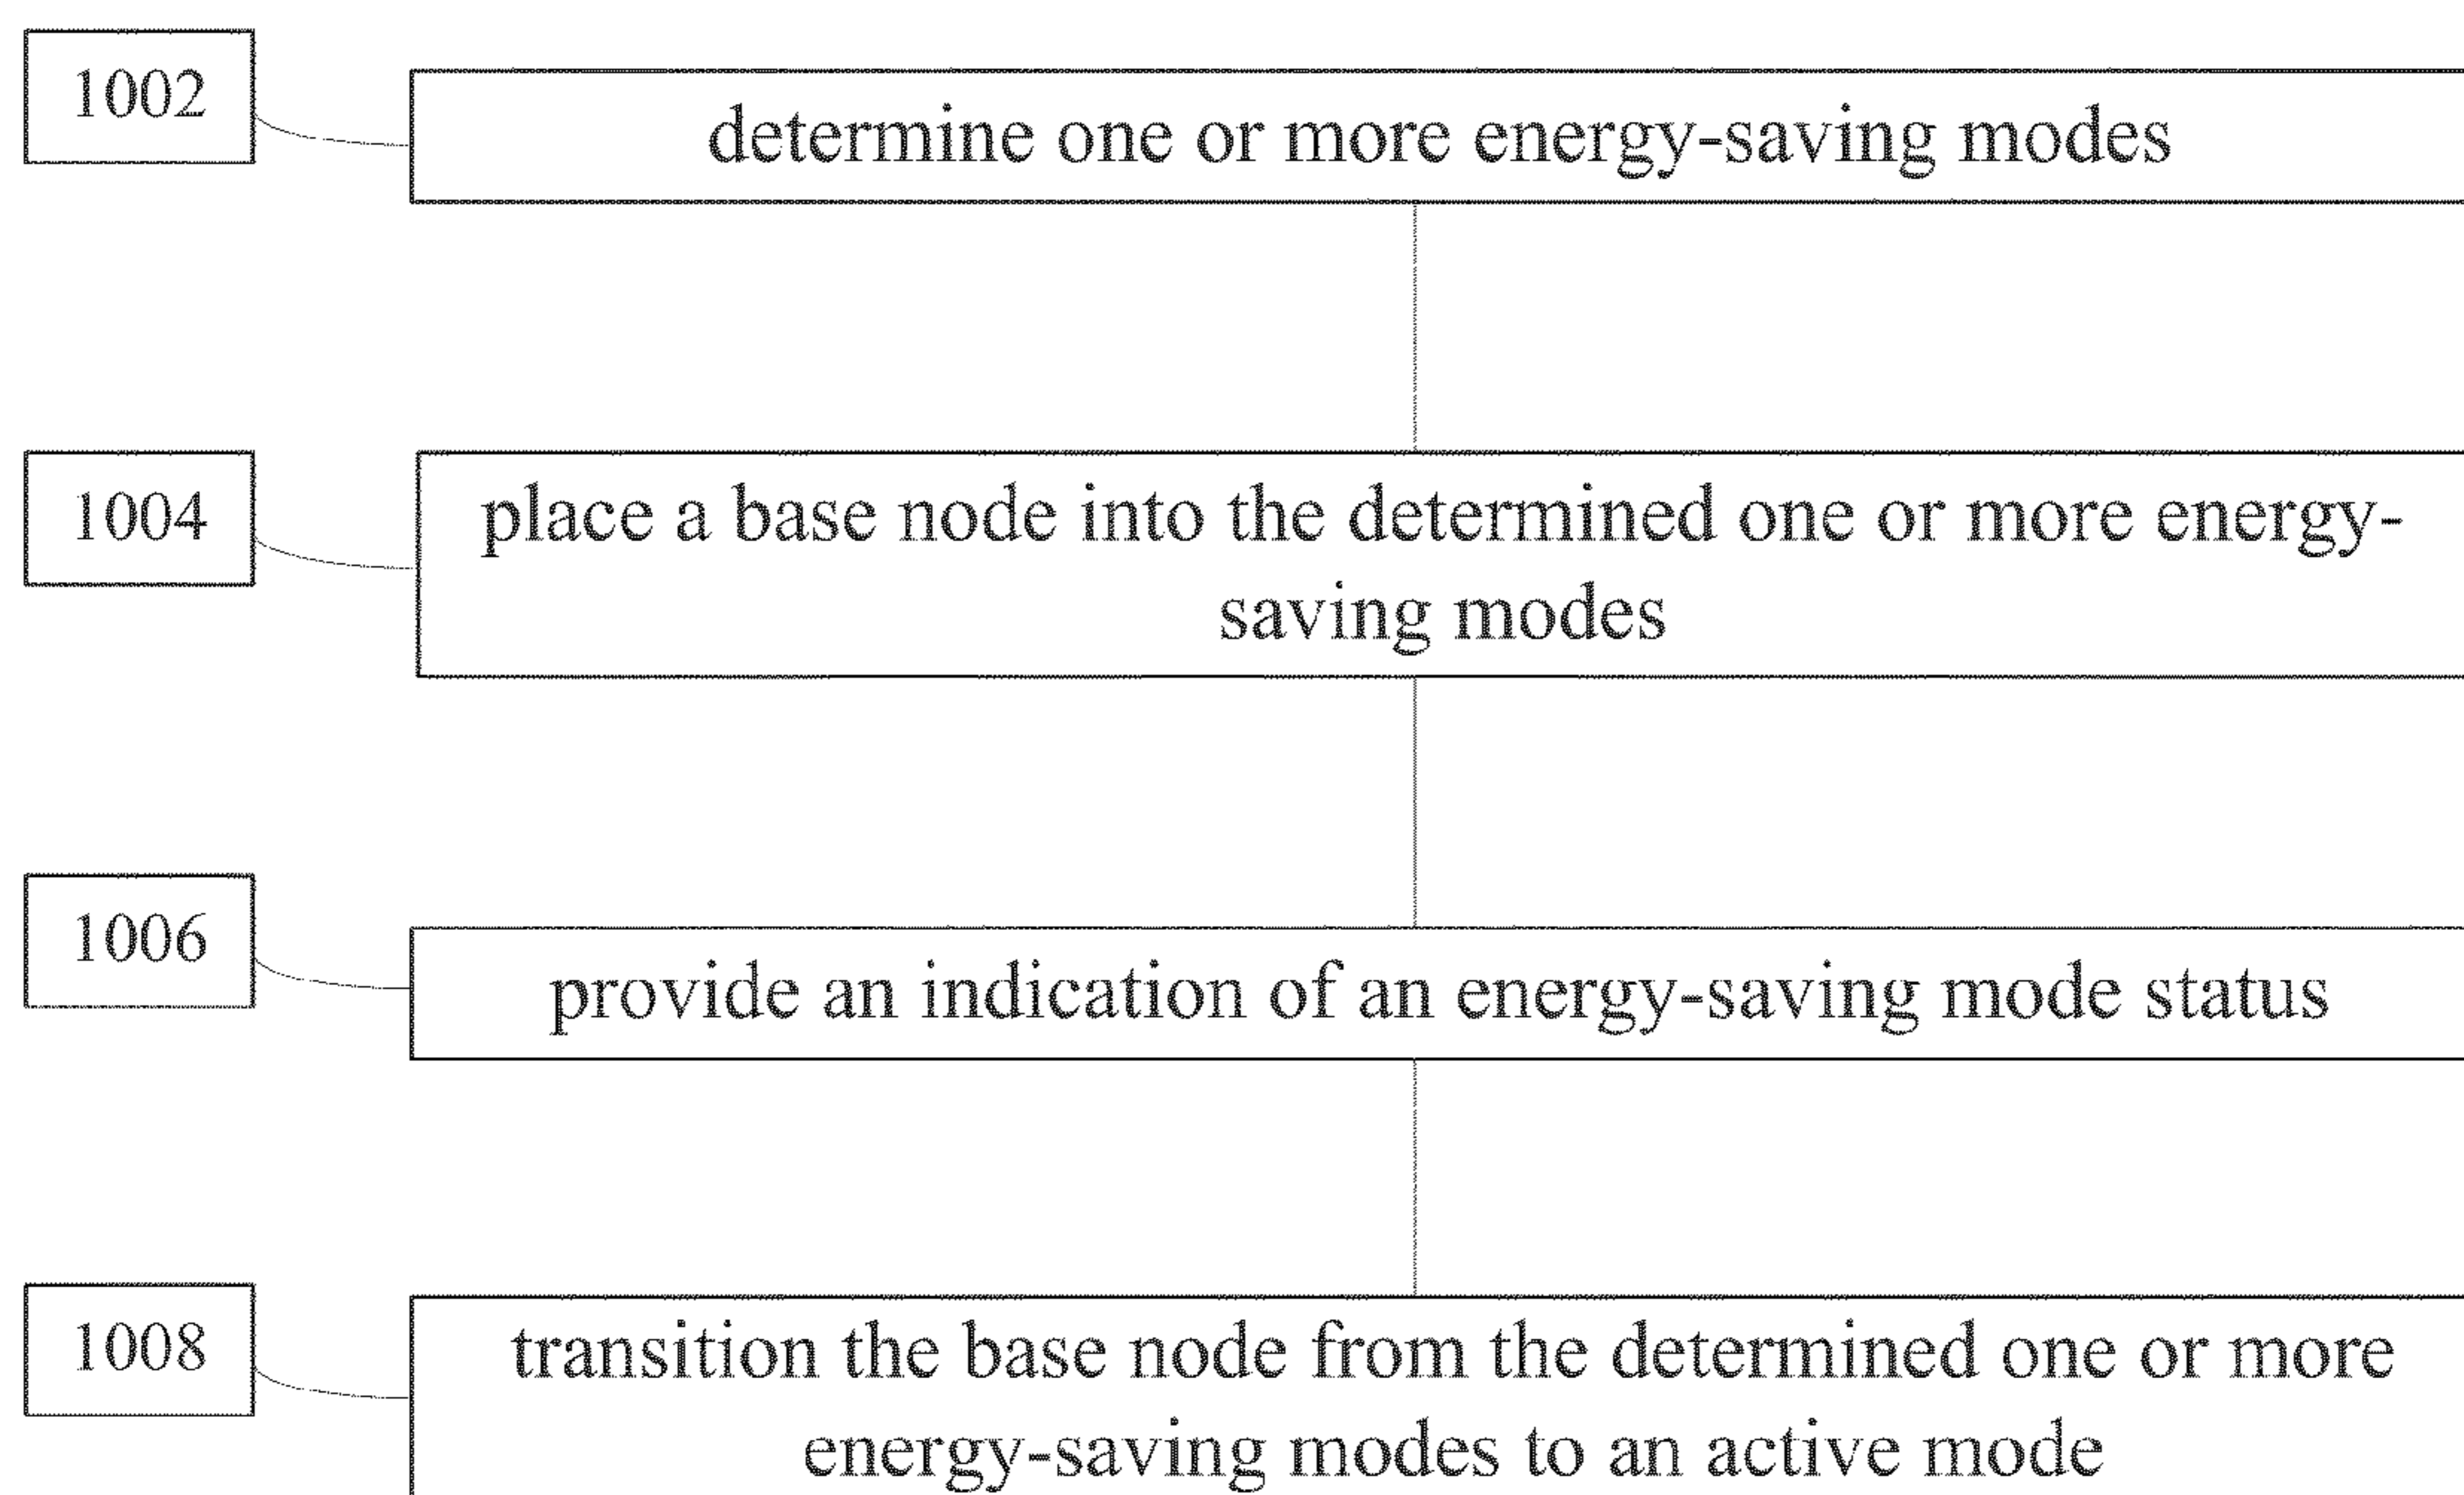 1002
determine one or more energy-saving modes
1004
place a base node into the determined one or more energy-
saving modes
1006
provide an indication of an energy-saving mode status
1008
transition the base node from the determined one or more
energy-saving modes to an active mode